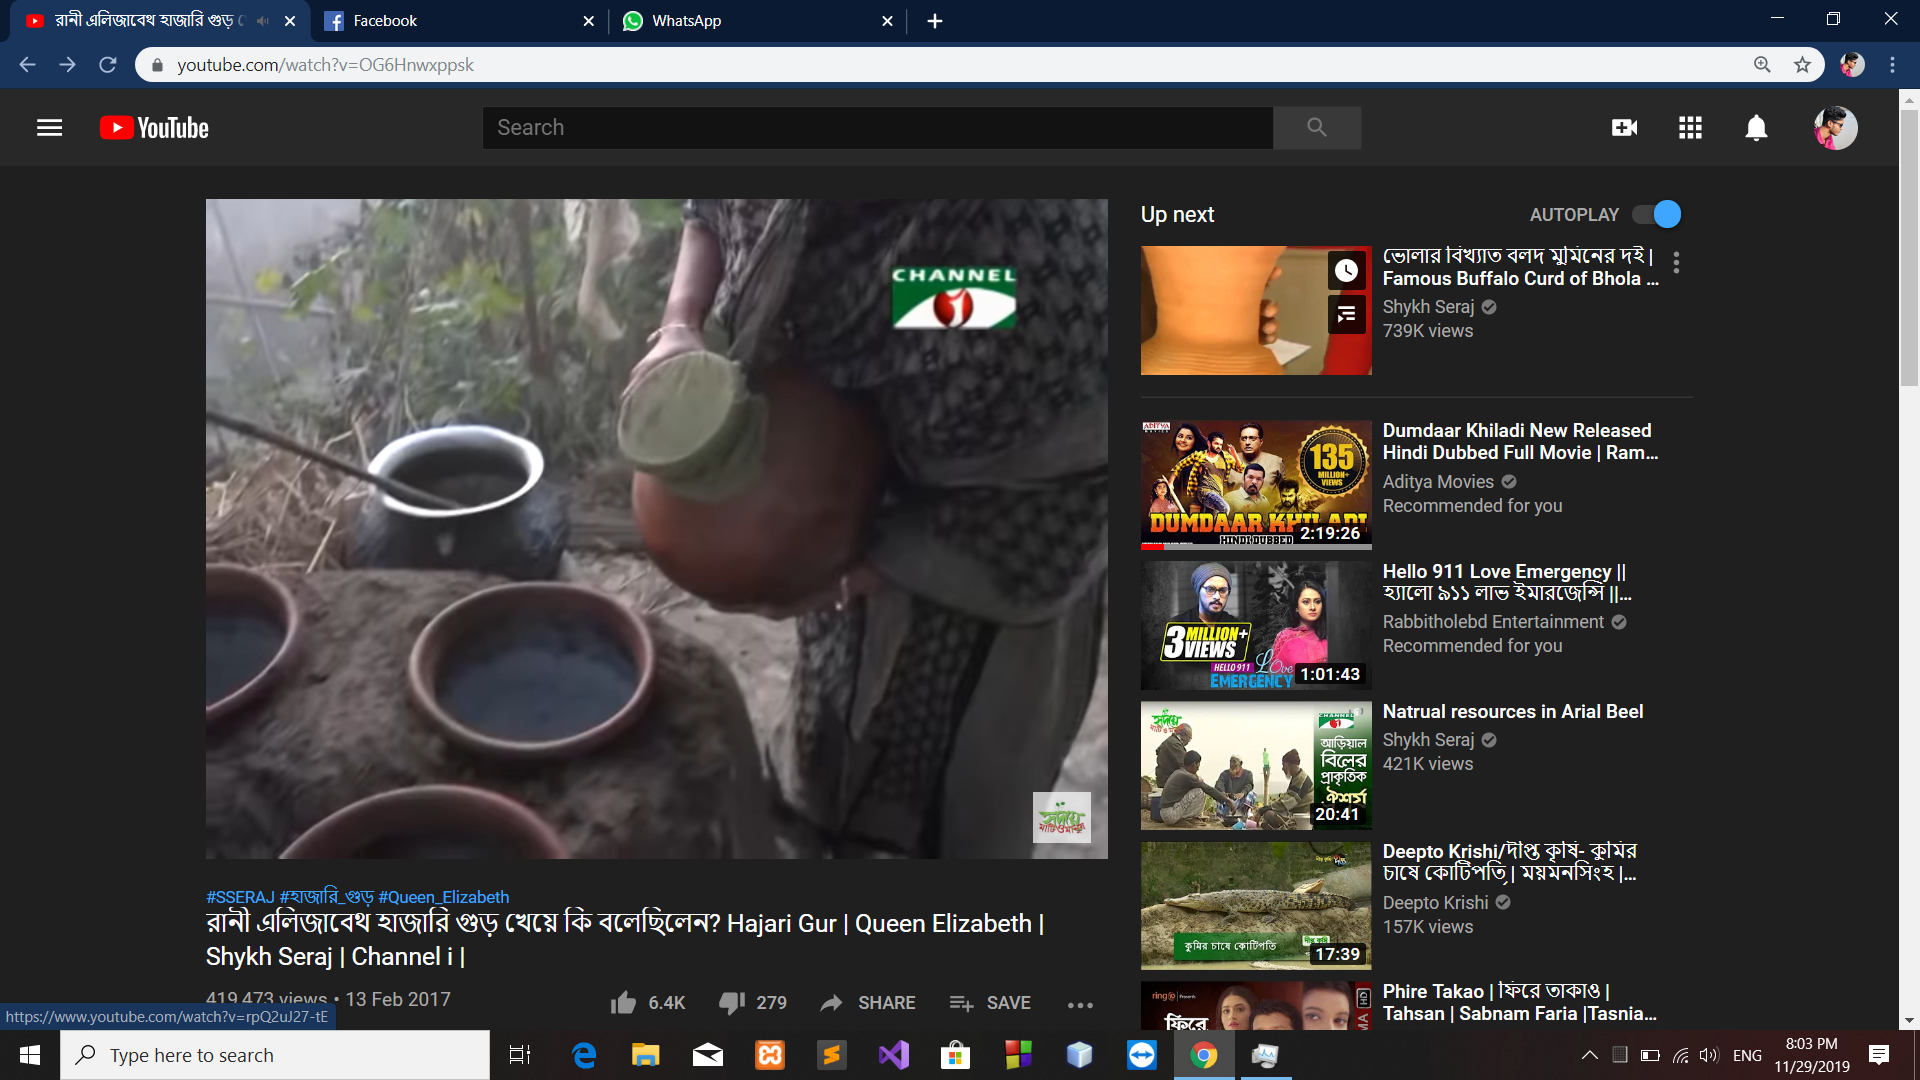 রানী এলিজাবেথ হাজারি গুড় খে
Facebook
WhatsApp
youtube.com/watch?v=OG6Hnwxppsk
YouTube
Search
CHANNEL
হৃদয়ে
মাটি ও মানুষ
#SSERAJ #হাজারি_গুড় #Queen_Elizabeth
রানী এলিজাবেথ হাজারি গুড় খেয়ে কি বলেছিলেন? Hajari Gur | Queen Elizabeth |
Shykh Seraj | Channel i |
419,473 views • 13 Feb 2017
6.4K
279
SHARE
SAVE
Up next
AUTOPLAY
ভোলার বিখ্যাত বলদ মুমিনের দই |
Famous Buffalo Curd of Bhola ...
Shykh Seraj
739K views
ADITYA
MOVIES
135
MILLION+
VIEWS
DUMDAAR KHILADI
HINDI DUBBED
2:19:26
Dumdaar Khiladi New Released
Hindi Dubbed Full Movie | Ram...
Aditya Movies
Recommended for you
3 MILLION+
VIEWS
HELLO 911
LOve
EMERGENCY
1:01:43
Hello 911 Love Emergency ||
হ্যালো ৯১১ লাভ ইমারজেন্সি ||...
Rabbitholebd Entertainment
Recommended for you
হৃদয়ে
মাটি ও মানুষ
CHANNEL
আড়িয়াল
বিলের
প্রাকৃতিক
ঐশ্বর্য
20:41
Natrual resources in Arial Beel
Shykh Seraj
421K views
কুমির চাষে কোটিপতি
17:39
Deepto Krishi/দীপ্ত কৃষি- কুমির
চাষে কোটিপতি | ময়মনসিংহ |...
Deepto Krishi
157K views
ring Presents
ফিরে
Phire Takao | ফিরে তাকাও |
Tahsan | Sabnam Faria |Tasnia...
https://www.youtube.com/watch?v=rpQ2uJ27-tE
Type here to search
ENG
8:03 PM
11/29/2019